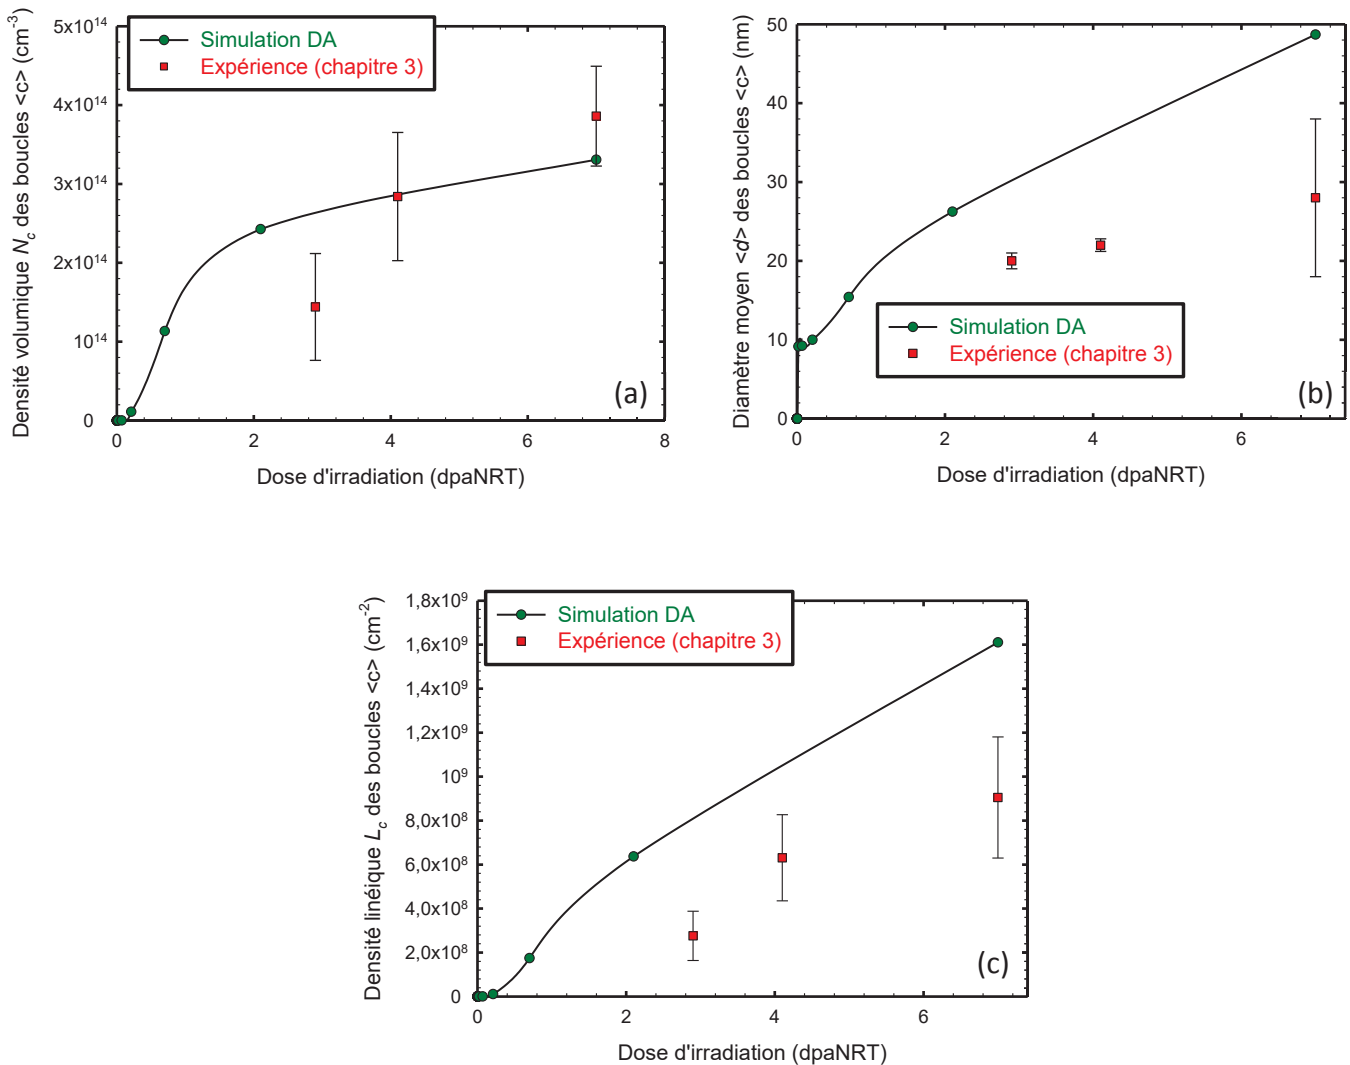 Densité volumique Nc des boucles <c> (cm-3)
5x10^14
4x10^14
3x10^14
2x10^14
10^14
0
Simulation DA
Expérience (chapitre 3)
(a)
0 2 4 6 8
Dose d'irradiation (dpaNRT)
Diamètre moyen <d> des boucles <c> (nm)
50
40
30
20
10
0
Simulation DA
Expérience (chapitre 3)
(b)
0 2 4 6
Dose d'irradiation (dpaNRT)
Densité linéique Lc des boucles <c> (cm-2)
1,8x10^9
1,6x10^9
1,4x10^9
1,2x10^9
10^9
8,0x10^8
6,0x10^8
4,0x10^8
2,0x10^8
0
Simulation DA
Expérience (chapitre 3)
(c)
0 2 4 6
Dose d'irradiation (dpaNRT)